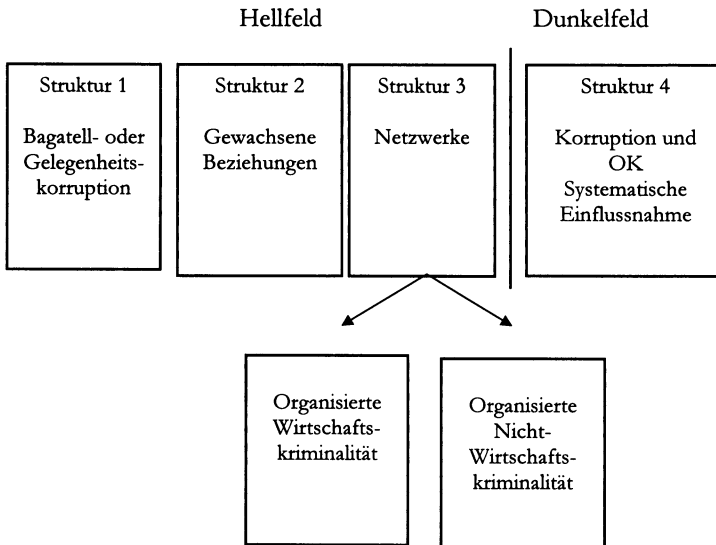 Hellfeld
Dunkelfeld
Struktur 1
Bagatell- oder
Gelegenheits-
korruption
Struktur 2
Gewachsene
Beziehungen
Struktur 3
Netzwerke
Struktur 4
Korruption und
OK
Systematische
Einflussnahme
Organisierte
Wirtschafts-
kriminalität
Organisierte
Nicht-
Wirtschafts-
kriminalität